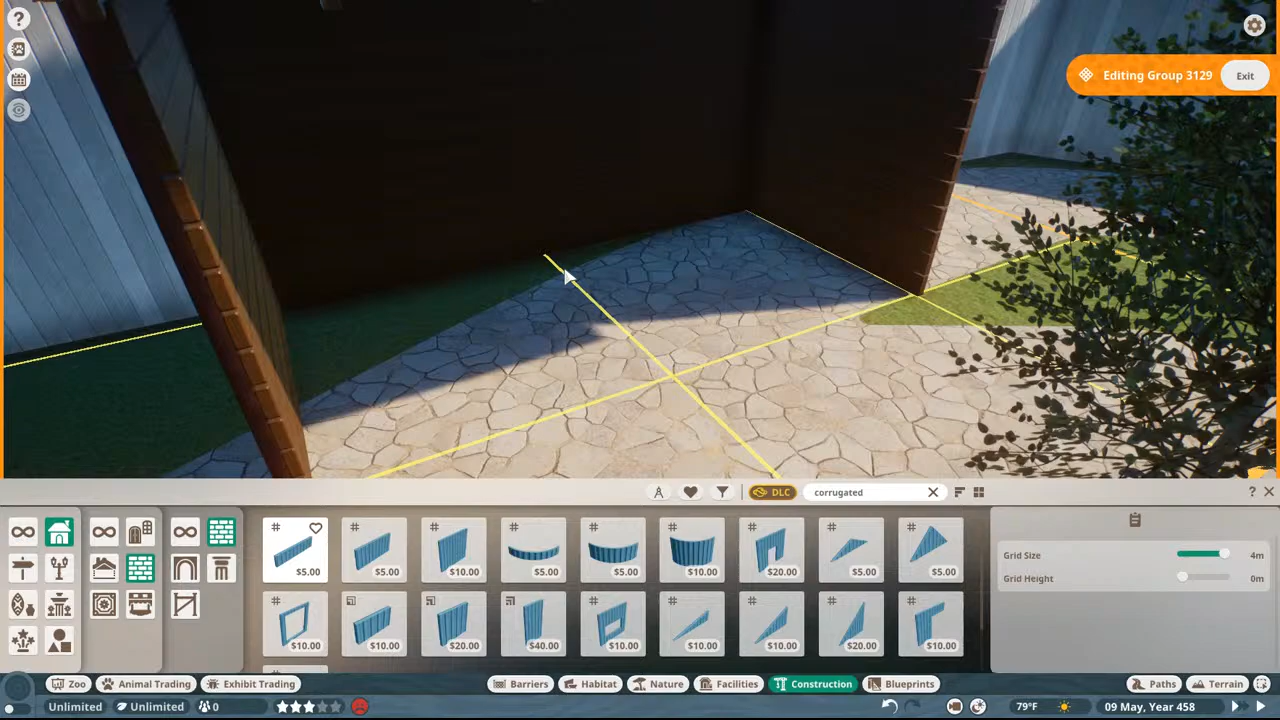 ?
Editing Group 3129
Exit
DLC
corrugated
?
$5.00
$5.00
$10.00
$5.00
$5.00
$10.00
$20.00
$5.00
$5.00
Grid Size
4m
Grid Height
0m
$10.00
$10.00
$20.00
$40.00
$10.00
$10.00
$10.00
$20.00
$10.00
Zoo
Animal Trading
Exhibit Trading
Barriers
Habitat
Nature
Facilities
Construction
Blueprints
Paths
Terrain
Unlimited
Unlimited
0
79°F
09 May, Year 458